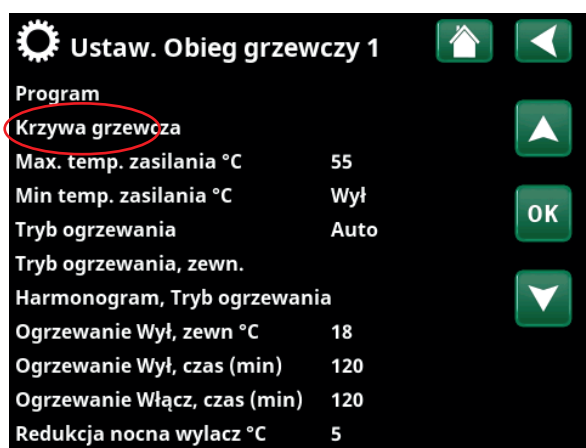 Ustaw. Obieg grzewczy 1
Program
Krzywa grzewcza
Max. temp. zasilania °C 55
Min temp. zasilania °C Wył
Tryb ogrzewania Auto
OK
Tryb ogrzewania, zewn.
Harmonogram, Tryb ogrzewania
Ogrzewanie Wył, zewn °C 18
Ogrzewanie Wył, czas (min) 120
Ogrzewanie Włącz, czas (min) 120
Redukcja nocna wylacz °C 5